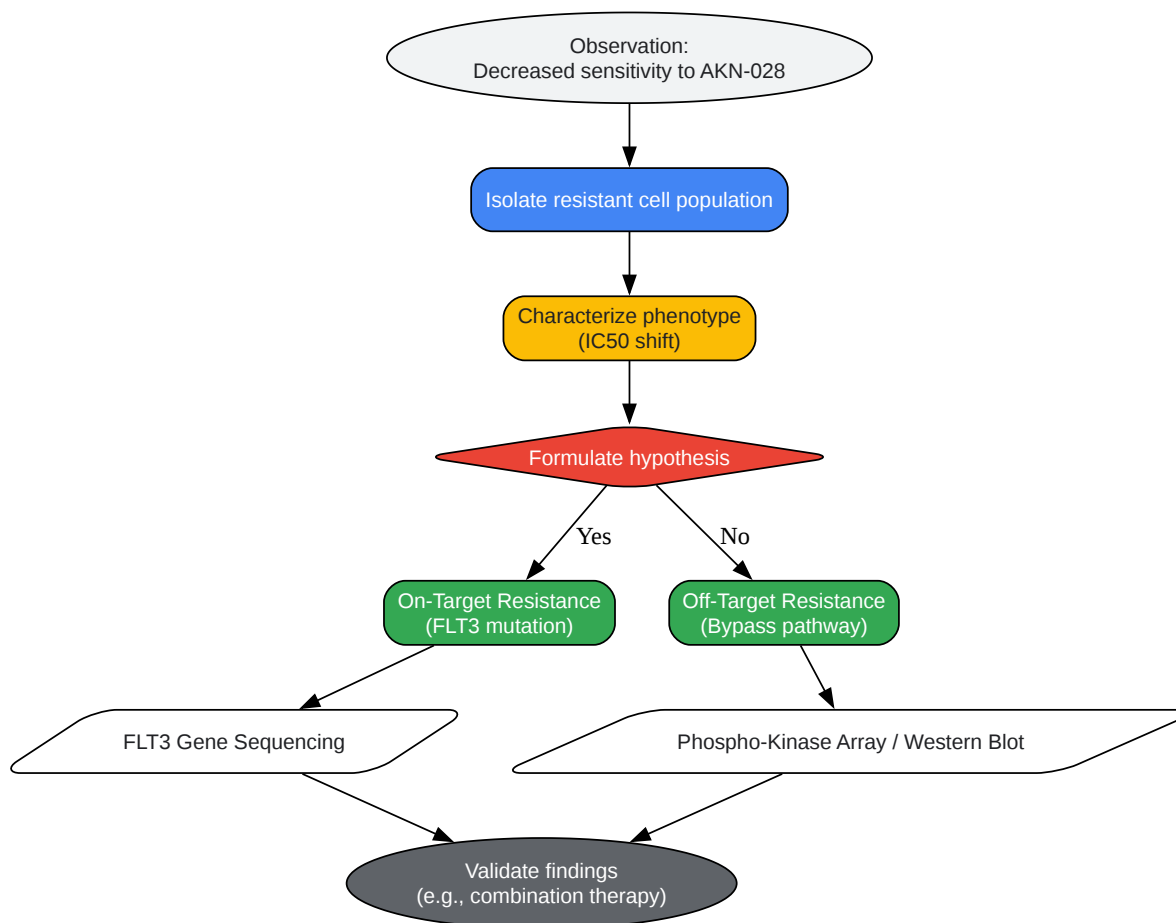 Observation:
Decreased sensitivity to AKN-028
Isolate resistant cell population
Characterize phenotype
(IC50 shift)
Formulate hypothesis
Yes
No
On-Target Resistance
(FLT3 mutation)
Off-Target Resistance
(Bypass pathway)
FLT3 Gene Sequencing
Phospho-Kinase Array / Western Blot
Validate findings
(e.g., combination therapy)